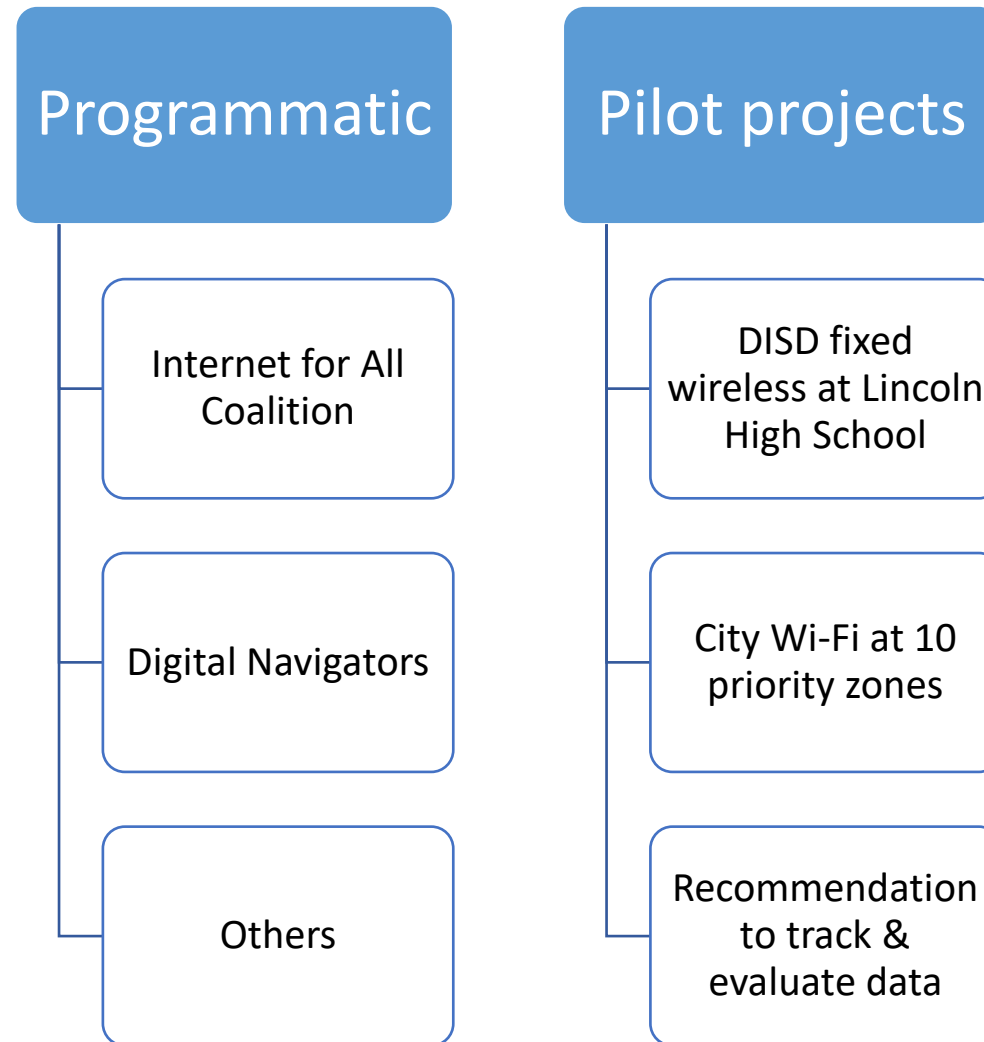 Programmatic
Internet for All
Coalition
Digital Navigators
Others
Pilot projects
DISD fixed
wireless at Lincoln
High School
City Wi-Fi at 10
priority zones
Recommendation
to track &
evaluate data